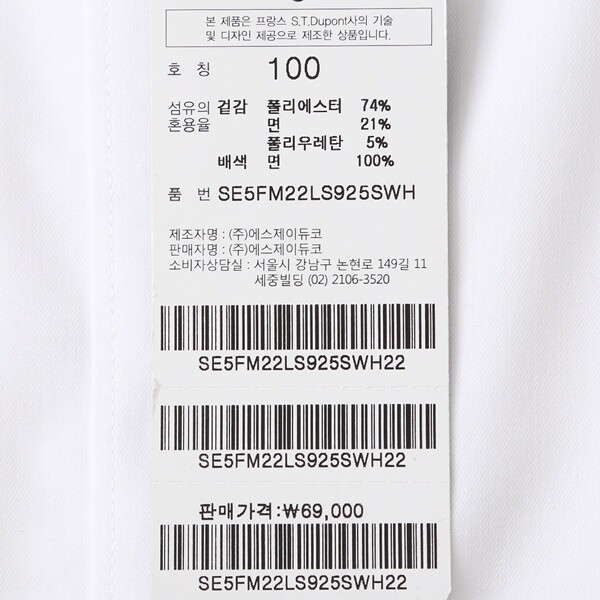 본 제품은 프랑스 S.T.Dupont사의 기술
및 디자인 제공으로 제조한 상품입니다.
호 칭 100
섬유의 겉감 폴리에스터 74%
혼용율 면 21%
폴리우레탄 5%
배색 면 100%
품 번 SE5FM22LS925SWH
제조자명 : (주)에스제이듀코
판매자명 : (주)에스제이듀코
소비자상담실 : 서울시 강남구 논현로 149길 11
세중빌딩 (02) 2106-3520
SE5FM22LS925SWH22
SE5FM22LS925SWH22
판매가격:₩69,000
SE5FM22LS925SWH22